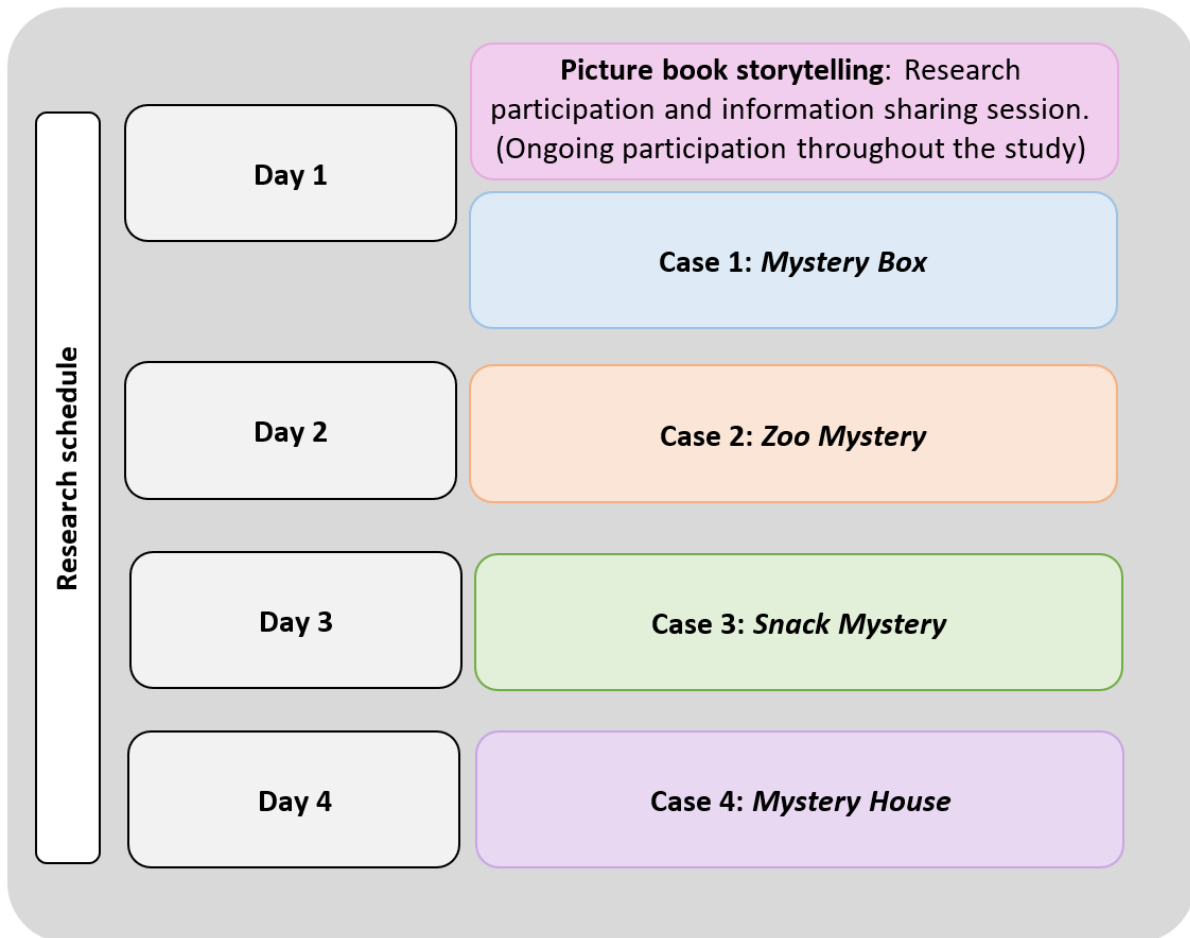 Research schedule
Day 1
Picture book storytelling: Research
participation and information sharing session.
(Ongoing participation throughout the study)
Case 1: Mystery Box
Day 2
Case 2: Zoo Mystery
Day 3
Case 3: Snack Mystery
Day 4
Case 4: Mystery House